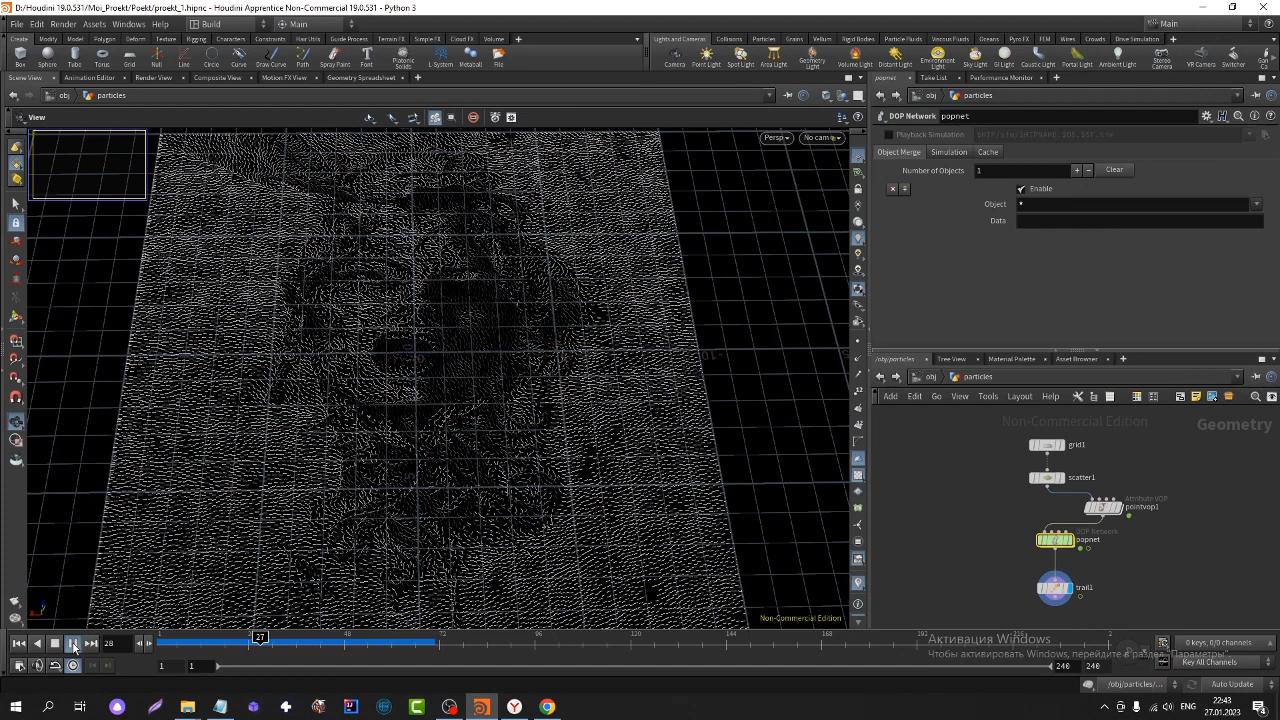 D:/Houdini 19.0.531/Moi_Proekt/Poekt/proekt_1.hipnc - Houdini Apprentice Non-Commercial 19.0.531 - Python 3
File Edit Render Assets Windows Help Build Main Main
Create Modify Model Polygon Deform Texture Rigging Characters Constraints Hair Utils Guide Process Terrain FX Simple FX Cloud FX Volume
Lights and Cameras Collisions Particles Grains Vellum Rigid Bodies Particle Fluids Viscous Fluids Oceans Pyro FX FEM Wires Crowds Drive Simulation
Box Sphere Tube Torus Grid Null Line Circle Curve Draw Curve Path Spray Paint Font Platonic Solids L-System Metaball File
Camera Point Light Spot Light Area Light Geometry Light Volume Light Distant Light Environment Light Sky Light GI Light Caustic Light Portal Light Ambient Light Stereo Camera VR Camera Switcher
Scene View Animation Editor Render View Composite View Motion FX View Geometry Spreadsheet
popnet Take List Performance Monitor
obj particles
obj particles
View
DOP Network popnet
Persp No cam
Playback Simulation
Object Merge Simulation Cache
Number of Objects 1 Clear
Enable
Object *
Data
/obj/particles Tree View Material Palette Asset Browser
obj particles
Add Edit Go View Tools Layout Help
Non-Commercial Edition Geometry
grid1
scatter1
Attribute VOP
pointvop1
DOP Network
popnet
trail1
Non-Commercial Edition
28 27 48 72 96 120 144 168 192
Активация Windows
Чтобы активировать Windows, перейдите в раздел "Параметры".
0 keys, 0/0 channels
1 1 240 240 Key All Channels
/obj/particles/... Auto Update
22:43
27.01.2023